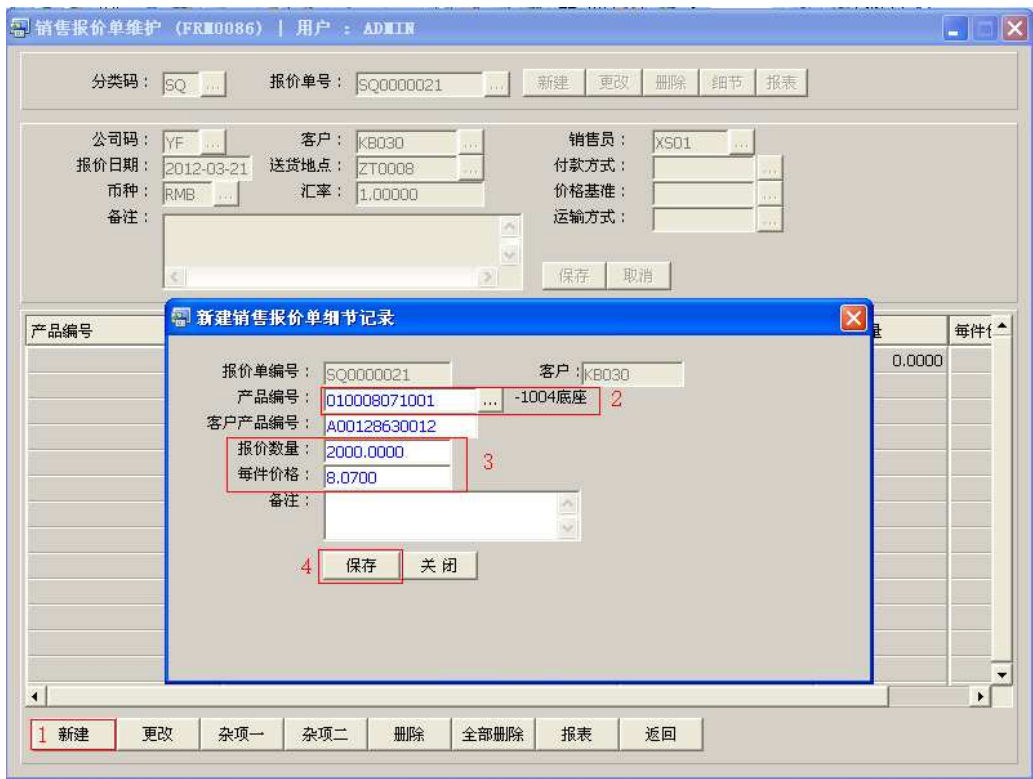 销售报价单维护 (FRM0086) | 用户 : ADMIN
分类码: SQ ... 报价单号: SQ0000021 ... 新建 更改 删除 细节 报表
公司码: YF ... 客户: KB030 ... 销售员: XS01 ...
报价日期: 2012-03-21 送货地点: ZT0008 ... 付款方式: ...
币种: RMB ... 汇率: 1.00000 价格基准: ...
备注: 运输方式: ...
保存 取消
产品编号 量 每件价
0.0000
新建销售报价单细节记录
报价单编号: SQ0000021 客户:KB030
产品编号: 010008071001 ... -1004底座 2
客户产品编号: A00128630012
报价数量: 2000.0000
每件价格: 8.0700 3
备注:
4 保存 关闭
1 新建 更改 杂项一 杂项二 删除 全部删除 报表 返回